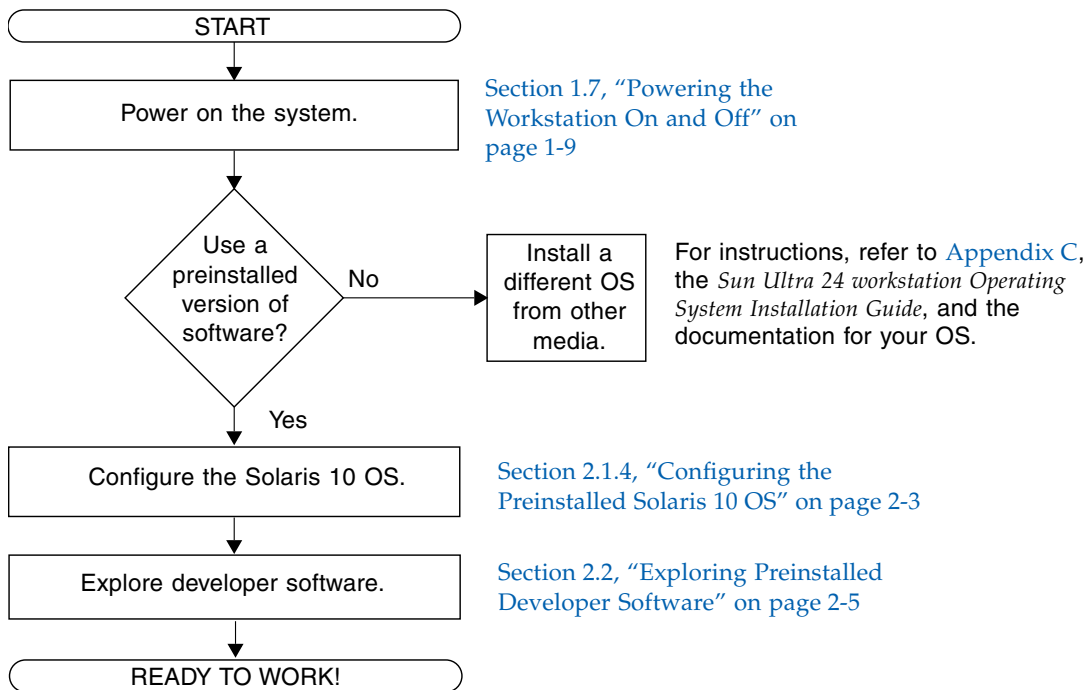 START
Power on the system.
Section 1.7, “Powering the
Workstation On and Off” on
page 1-9
Use a
preinstalled
version of
software?
No
Install a
different OS
from other
media.
For instructions, refer to Appendix C,
the Sun Ultra 24 workstation Operating
System Installation Guide, and the
documentation for your OS.
Yes
Configure the Solaris 10 OS.
Section 2.1.4, “Configuring the
Preinstalled Solaris 10 OS” on page 2-3
Explore developer software.
Section 2.2, “Exploring Preinstalled
Developer Software” on page 2-5
READY TO WORK!